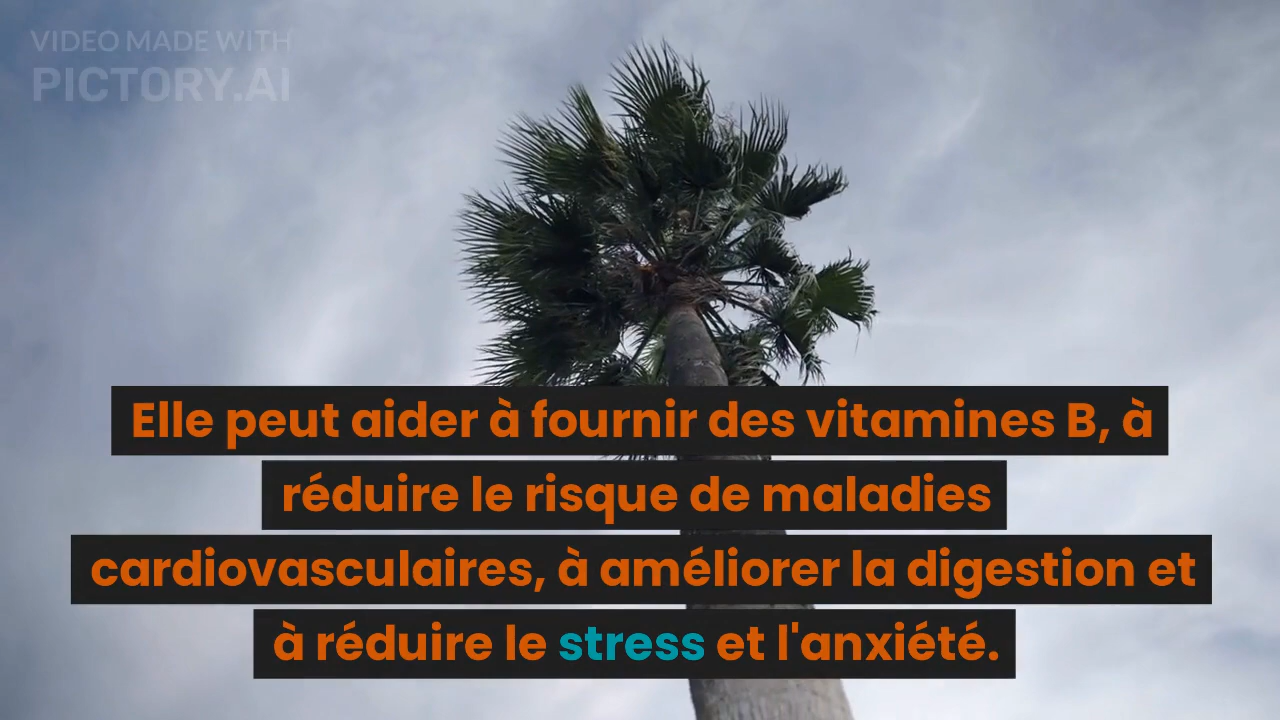 VIDEO MADE WITH
PICTORY.AI
Elle peut aider à fournir des vitamines B, à
réduire le risque de maladies
cardiovasculaires, à améliorer la digestion et
à réduire le stress et l'anxiété.